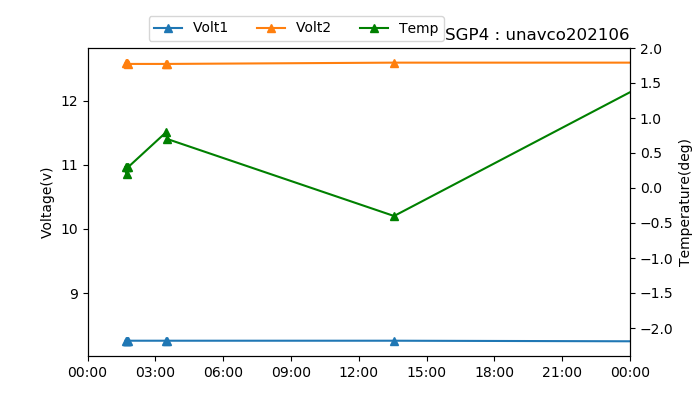 Volt1 Volt2 Temp
SGP4 : unavco202106
Voltage(v)
12
11
10
9
2.0
1.5
1.0
0.5
0.0
−0.5
−1.0
−1.5
−2.0
Temperature(deg)
00:00 03:00 06:00 09:00 12:00 15:00 18:00 21:00 00:00